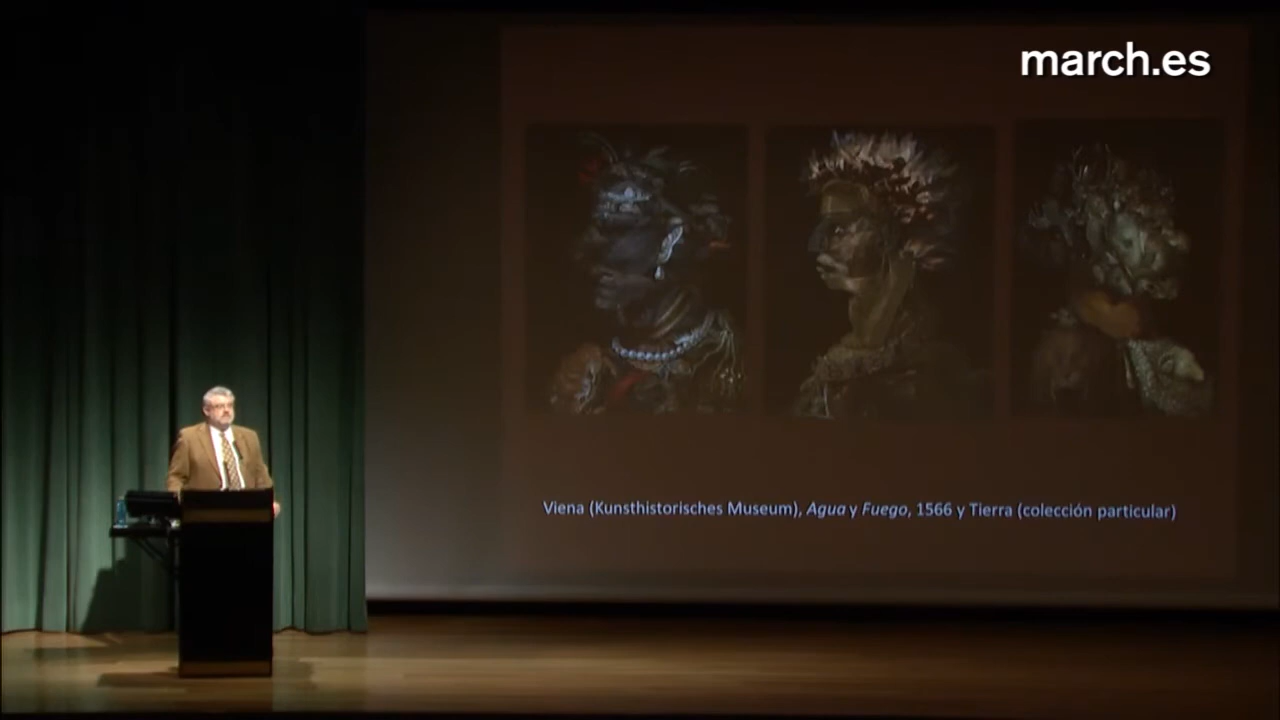 march.es
Viena (Kunsthistorisches Museum), Agua y Fuego, 1566 y Tierra (colección particular)